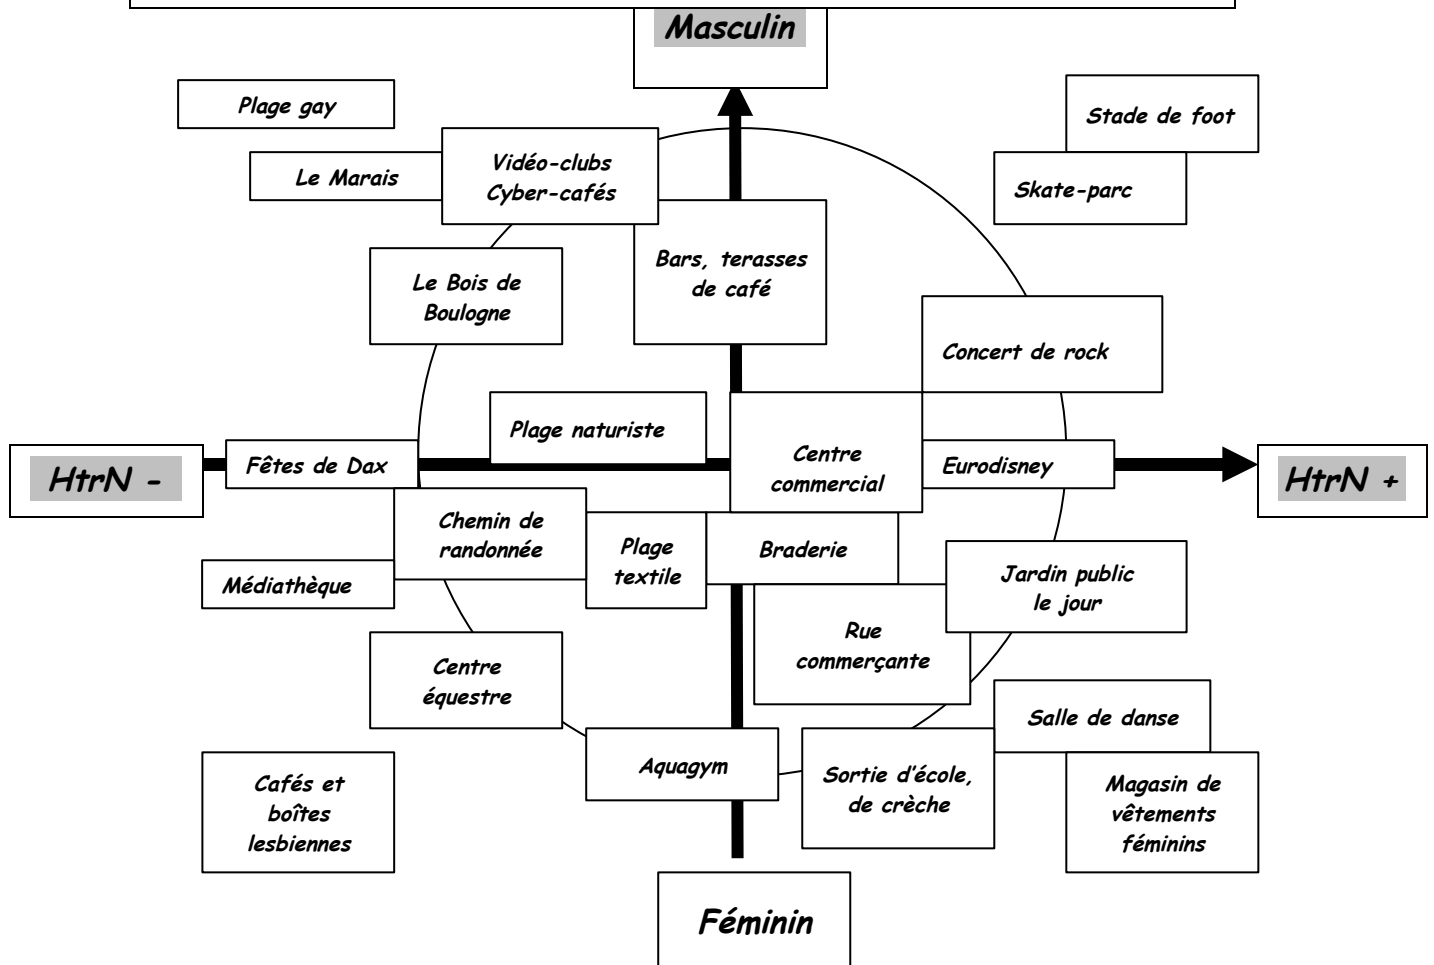 Masculin
Plage gay
Stade de foot
Vidéo-clubs
Cyber-cafés
Le Marais
Skate-parc
Bars, terasses
de café
Le Bois de
Boulogne
Concert de rock
Plage naturiste
Centre
commercial
Fêtes de Dax
Eurodisney
HtrN -
HtrN +
Chemin de
randonnée
Plage
textile
Braderie
Médiathèque
Jardin public
le jour
Rue
commerçante
Centre
équestre
Salle de danse
Aquagym
Sortie d'école,
de crèche
Cafés et
boîtes
lesbiennes
Magasin de
vêtements
féminins
Féminin